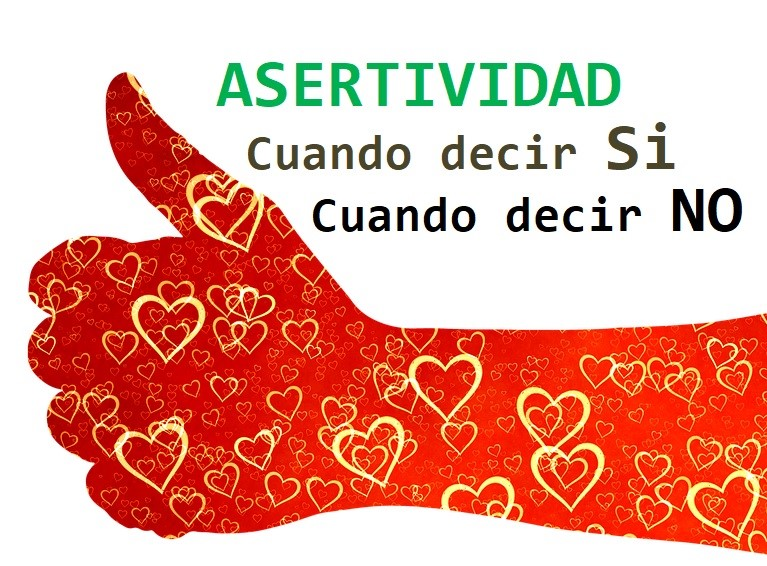 ASERTIVIDAD
Cuando decir Si
Cuando decir NO